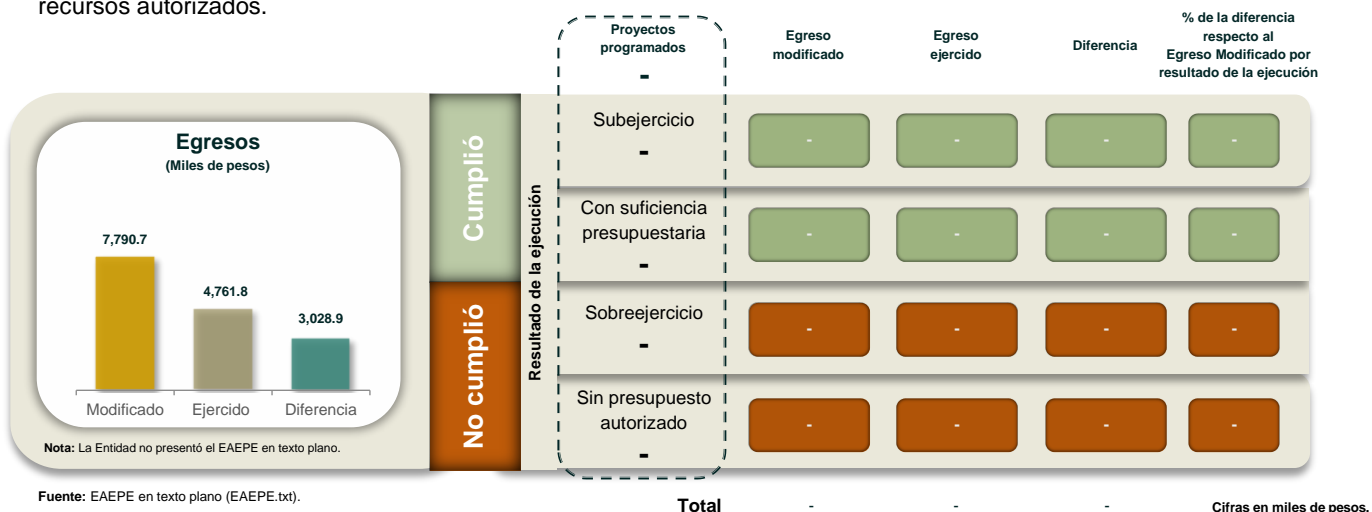 recursos autorizados.
Proyectos
programados
-
Egreso
modificado
Egreso
ejercido
Diferencia
% de la diferencia
respecto al
Egreso Modificado por
resultado de la ejecución
Egresos
(Miles de pesos)
7,790.7
4,761.8
3,028.9
Modificado Ejercido Diferencia
Nota: La Entidad no presentó el EAEPE en texto plano.
Cumplió
No cumplió
Resultado de la ejecución
Subejercicio
-
- - - -
Con suficiencia
presupuestaria
-
- - - -
Sobreejercicio
-
- - - -
Sin presupuesto
autorizado
-
- - - -
Fuente: EAEPE en texto plano (EAEPE.txt).
Total - - - Cifras en miles de pesos.